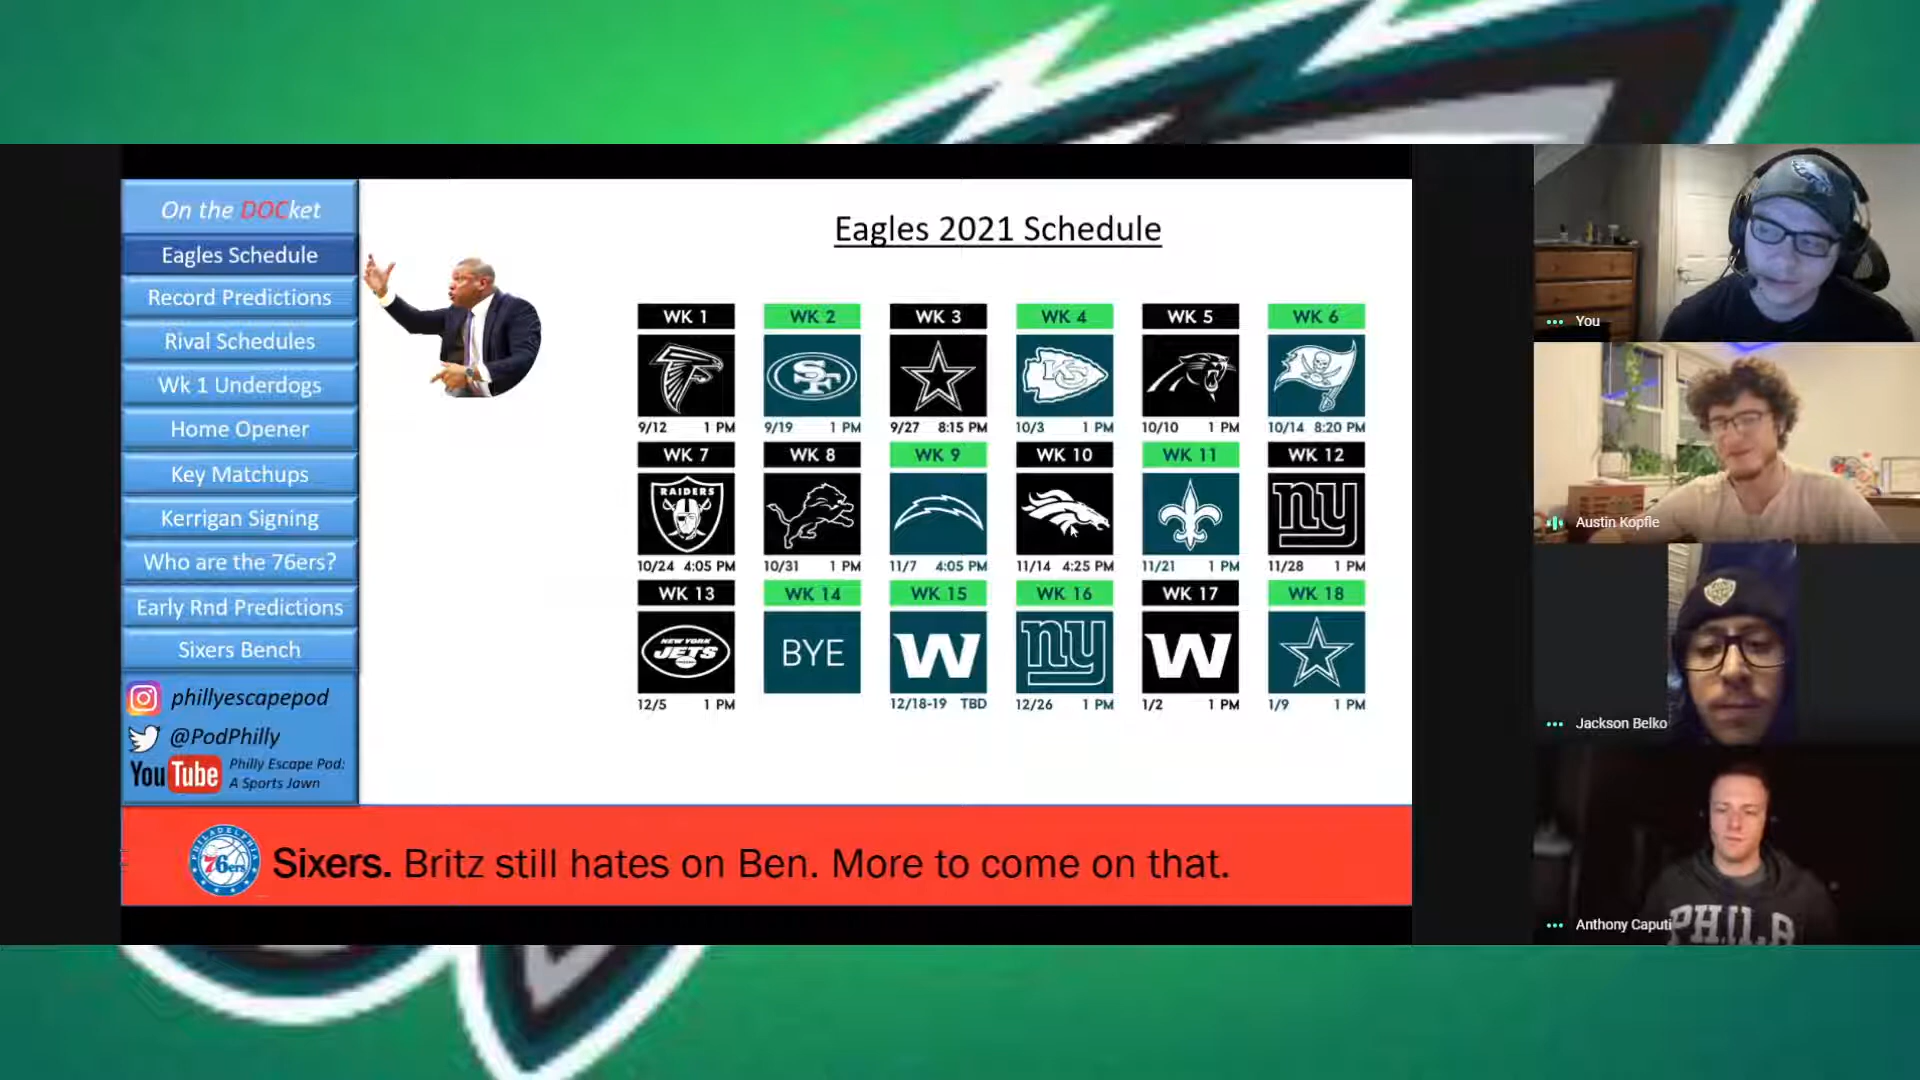 On the DOCket
Eagles Schedule
Record Predictions
Rival Schedules
Wk 1 Underdogs
Home Opener
Key Matchups
Kerrigan Signing
Who are the 76ers?
Early Rnd Predictions
Sixers Bench
phillyescapepod
@PodPhilly
YouTube Philly Escape Pod:
A Sports Jawn
Eagles 2021 Schedule
WK 1 WK 2 WK 3 WK 4 WK 5 WK 6
SF KC
9/12 1 PM 9/19 1 PM 9/27 8:15 PM 10/3 1 PM 10/10 1 PM 10/14 8:20 PM
WK 7 WK 8 WK 9 WK 10 WK 11 WK 12
RAIDERS ny
10/24 4:05 PM 10/31 1 PM 11/7 4:05 PM 11/14 4:25 PM 11/21 1 PM 11/28 1 PM
WK 13 WK 14 WK 15 WK 16 WK 17 WK 18
NEW YORK JETS BYE W ny W
12/5 1 PM 12/18-19 TBD 12/26 1 PM 1/2 1 PM 1/9 1 PM
PHILADELPHIA
76ers
Sixers. Britz still hates on Ben. More to come on that.
You
Austin Kopfle
Jackson Belko
Anthony Caputi
PHILA